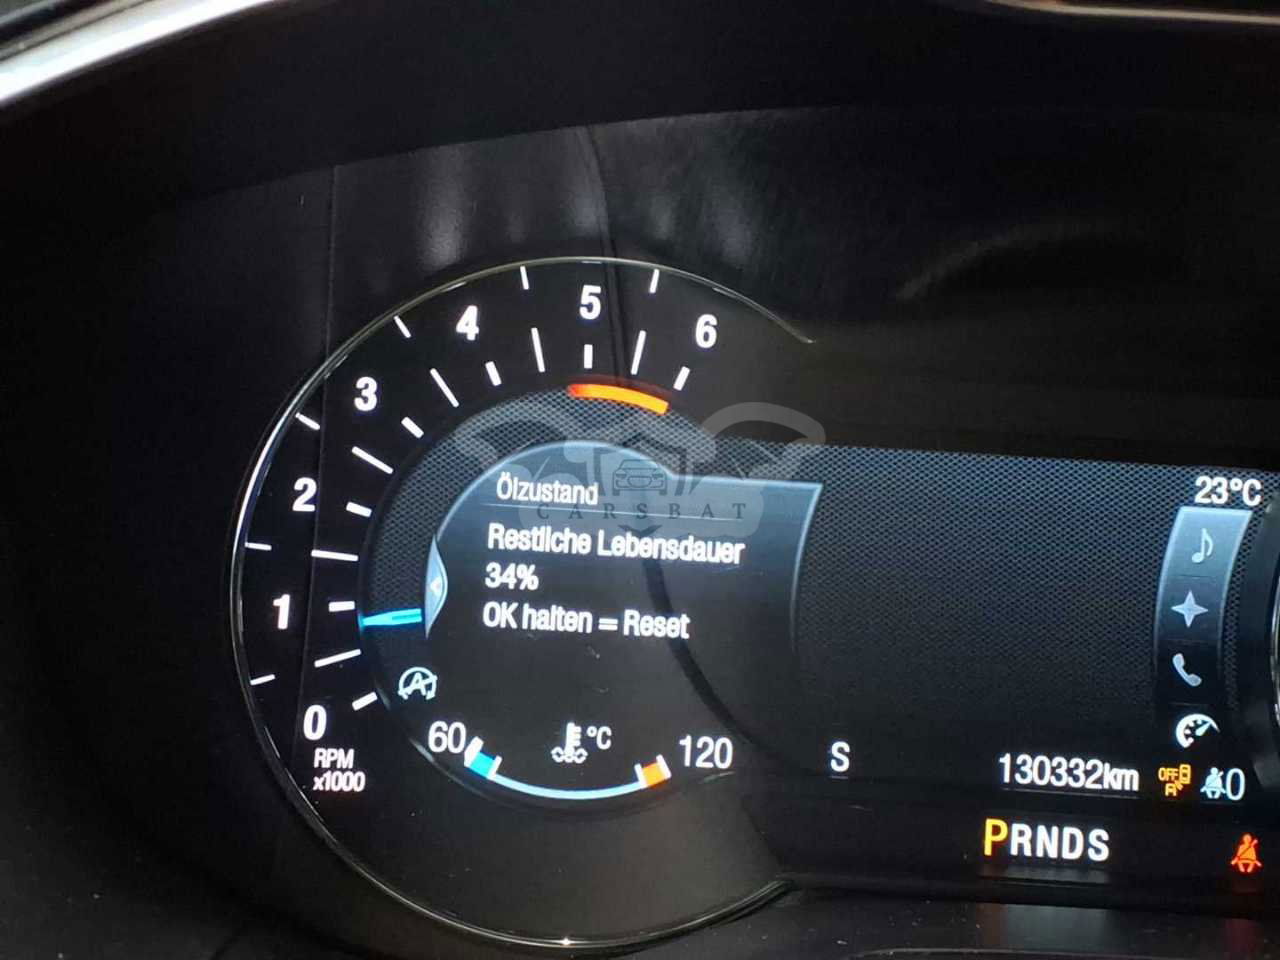 4
5
6
3
2
1
0
RPM
x1000
Ölzustand
CARSBAT
Restliche Lebensdauer
34%
OK halten = Reset
60
°C
120
23°C
S
130332km
OFF
0
PRNDS